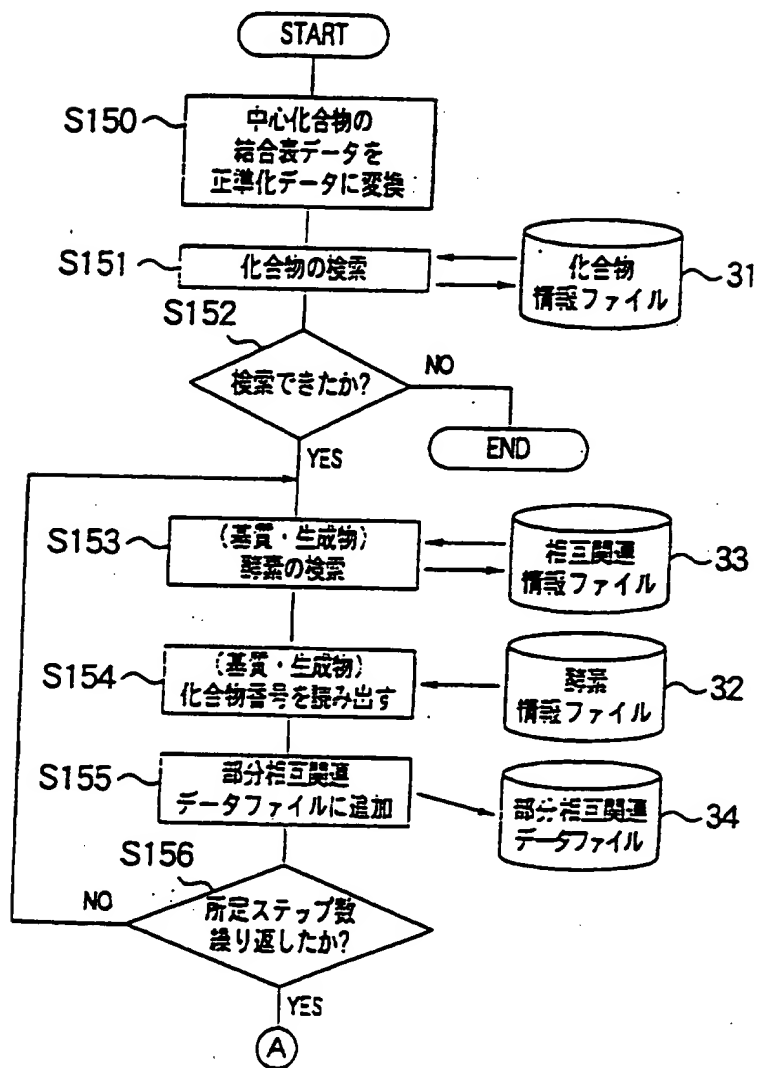 START
S150
中心化合物の
結合表データを
正準化データに変換
S151
化合物の検索
化合物
情報ファイル
31
S152
検索できたか?
NO
END
YES
S153
(基質・生成物)
酵素の検索
相互関連
情報ファイル
33
S154
(基質・生成物)
化合物番号を読み出す
酵素
情報ファイル
32
S155
部分相互関連
データファイルに追加
部分相互関連
データファイル
34
S156
NO
所定ステップ数
繰り返したか?
YES
A